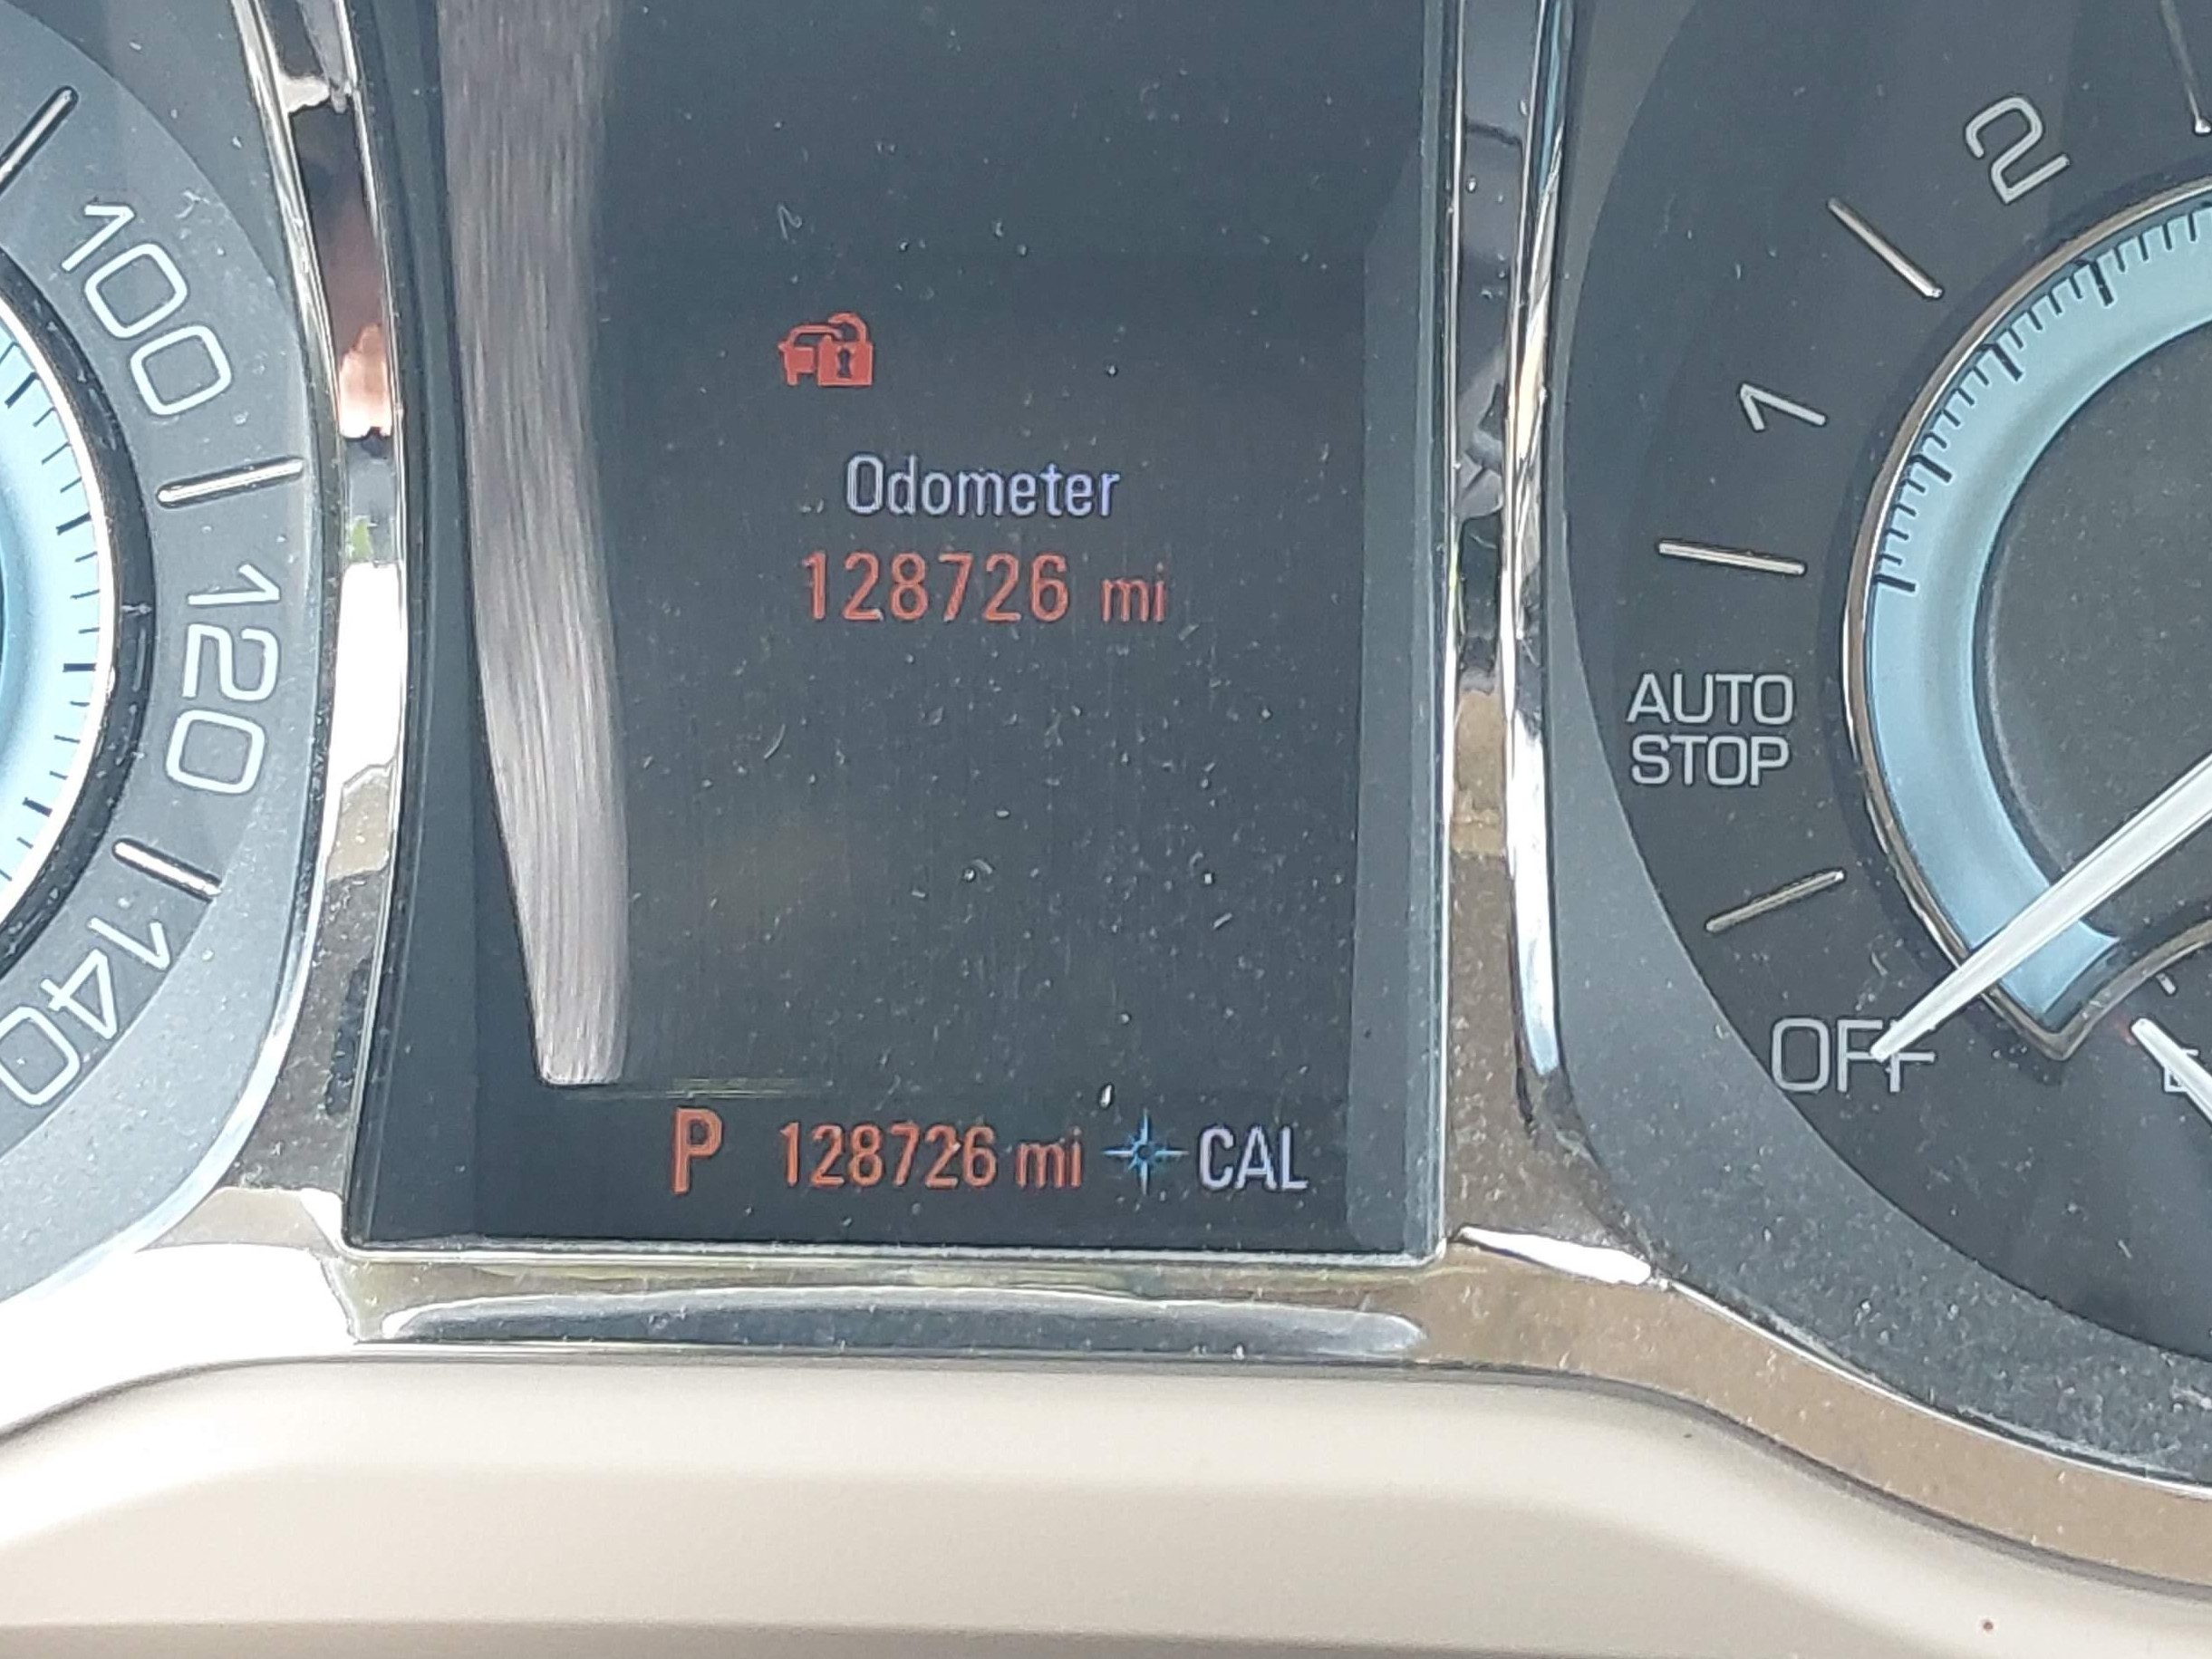 100
120
140
Odometer
128726 mi
P 128726 mi CAL
2
1
AUTO
STOP
OFF